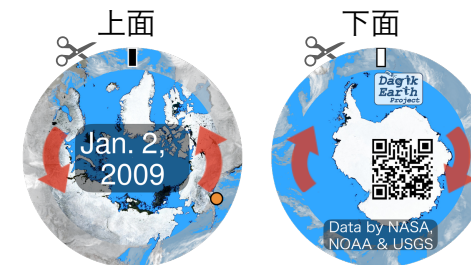 上面
下面
Jan. 2,
2009
Dagik
Earth
Project
Data by NASA,
NOAA & USGS